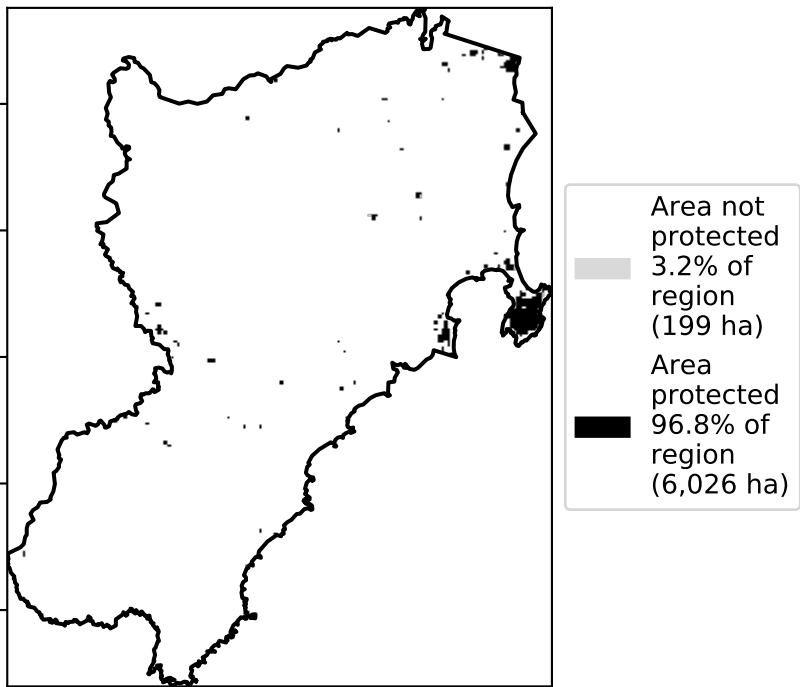 Area not
protected
3.2% of
region
(199 ha)
Area
protected
96.8% of
region
(6,026 ha)